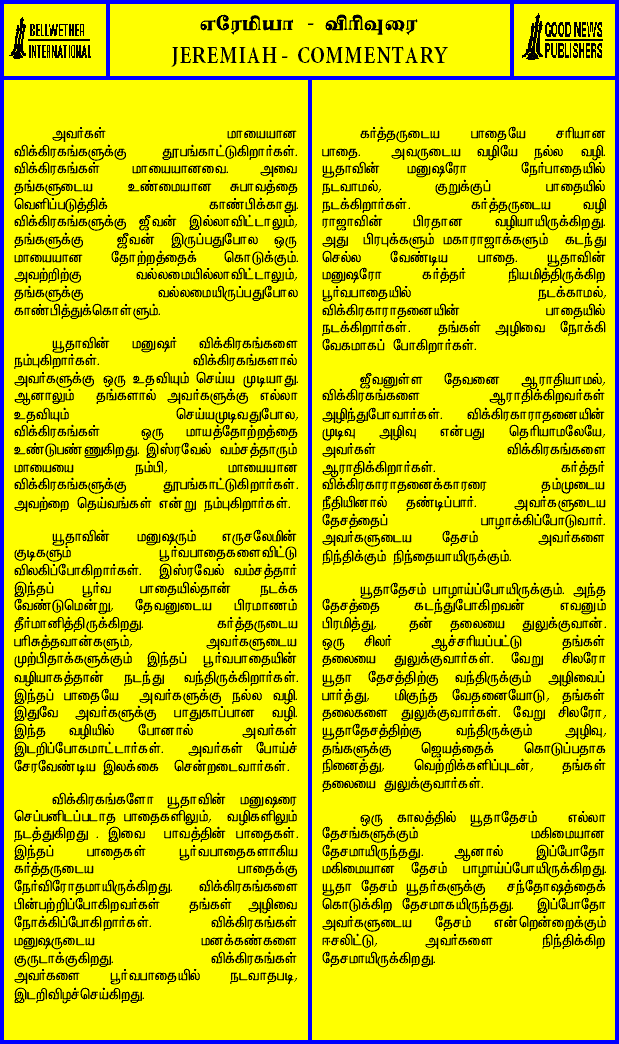 BELLWETHER
INTERNATIONAL
எரேமியா - விரிவுரை
JEREMIAH - COMMENTARY
GOOD NEWS
PUBLISHERS
அவர்கள் மாயையான
விக்கிரகங்களுக்கு தூபங்காட்டுகிறார்கள்.
விக்கிரகங்கள் மாயையானவை. அவை
தங்களுடைய உண்மையான சுபாவத்தை
வெளிப்படுத்திக் காண்பிக்காது.
விக்கிரகங்களுக்கு ஜீவன் இல்லாவிட்டாலும்,
தங்களுக்கு ஜீவன் இருப்பதுபோல ஒரு
மாயையான தோற்றத்தைக் கொடுக்கும்.
அவற்றிற்கு வல்லமையில்லாவிட்டாலும்,
தங்களுக்கு வல்லமையிருப்பதுபோல
காண்பித்துக்கொள்ளும்.
யூதாவின் மனுஷர் விக்கிரகங்களை
நம்புகிறார்கள். விக்கிரகங்களால்
அவர்களுக்கு ஒரு உதவியும் செய்ய முடியாது.
ஆனாலும் தங்களால் அவர்களுக்கு எல்லா
உதவியும் செய்யமுடிவதுபோல,
விக்கிரகங்கள் ஒரு மாயத்தோற்றத்தை
உண்டுபண்ணுகிறது. இஸ்ரவேல் வம்சத்தாரும்
மாயையை நம்பி, மாயையான
விக்கிரகங்களுக்கு தூபங்காட்டுகிறார்கள்.
அவற்றை தெய்வங்கள் என்று நம்புகிறார்கள்.
யூதாவின் மனுஷரும் எருசலேமின்
குடிகளும் பூர்வபாதைகளைவிட்டு
விலகிப்போகிறார்கள். இஸ்ரவேல் வம்சத்தார்
இந்தப் பூர்வ பாதையில்தான் நடக்க
வேண்டுமென்று, தேவனுடைய பிரமாணம்
தீர்மானித்திருக்கிறது. கர்த்தருடைய
பரிசுத்தவான்களும், அவர்களுடைய
முற்பிதாக்களுக்கும் இந்தப் பூர்வபாதையின்
வழியாகத்தான் நடந்து வந்திருக்கிறார்கள்.
இந்தப் பாதையே அவர்களுக்கு நல்ல வழி.
இதுவே அவர்களுக்கு பாதுகாப்பான வழி.
இந்த வழியில் போனால் அவர்கள்
இடறிப்போகமாட்டார்கள். அவர்கள் போய்ச்
சேரவேண்டிய இலக்கை சென்றடைவார்கள்.
விக்கிரகங்களோ யூதாவின் மனுஷரை
செப்பனிடப்படாத பாதைகளிலும், வழிகளிலும்
நடத்துகிறது . இவை பாவத்தின் பாதைகள்.
இந்தப் பாதைகள் பூர்வபாதைகளாகிய
கர்த்தருடைய பாதைக்கு
நேர்விரோதமாயிருக்கிறது. விக்கிரகங்களை
பின்பற்றிப்போகிறவர்கள் தங்கள் அழிவை
நோக்கிப்போகிறார்கள். விக்கிரகங்கள்
மனுஷருடைய மனக்கண்களை
குருடாக்குகிறது. விக்கிரகங்கள்
அவர்களை பூர்வபாதையில் நடவாதபடி,
இடறிவிழச்செய்கிறது.
கர்த்தருடைய பாதையே சரியான
பாதை. அவருடைய வழியே நல்ல வழி.
யூதாவின் மனுஷரோ நேர்பாதையில்
நடவாமல், குறுக்குப் பாதையில்
நடக்கிறார்கள். கர்த்தருடைய வழி
ராஜாவின் பிரதான வழியாயிருக்கிறது.
அது பிரபுக்களும் மகாராஜாக்களும் கடந்து
செல்ல வேண்டிய பாதை. யூதாவின்
மனுஷரோ கர்த்தர் நியமித்திருக்கிற
பூர்வபாதையில் நடக்காமல்,
விக்கிரகாராதனையின் பாதையில்
நடக்கிறார்கள். தங்கள் அழிவை நோக்கி
வேகமாகப் போகிறார்கள்.
ஜீவனுள்ள தேவனை ஆராதியாமல்,
விக்கிரகங்களை ஆராதிக்கிறவர்கள்
அழிந்துபோவார்கள். விக்கிரகாராதனையின்
முடிவு அழிவு என்பது தெரியாமலேயே,
அவர்கள் விக்கிரகங்களை
ஆராதிக்கிறார்கள். கர்த்தர்
விக்கிரகாராதனைக்காரரை தம்முடைய
நீதியினால் தண்டிப்பார். அவர்களுடைய
தேசத்தைப் பாழாக்கிப்போடுவார்.
அவர்களுடைய தேசம் அவர்களை
நிந்திக்கும் நிந்தையாயிருக்கும்.
யூதாதேசம் பாழாய்ப்போயிருக்கும். அந்த
தேசத்தை கடந்துபோகிறவன் எவனும்
பிரமித்து, தன் தலையை துலுக்குவான்.
ஒரு சிலர் ஆச்சரியப்பட்டு தங்கள்
தலையை துலுக்குவார்கள். வேறு சிலரோ
யூதா தேசத்திற்கு வந்திருக்கும் அழிவைப்
பார்த்து, மிகுந்த வேதனையோடு, தங்கள்
தலைகளை துலுக்குவார்கள். வேறு சிலரோ,
யூதாதேசத்திற்கு வந்திருக்கும் அழிவு,
தங்களுக்கு ஜெயத்தைக் கொடுப்பதாக
நினைத்து, வெற்றிக்களிப்புடன், தங்கள்
தலையை துலுக்குவார்கள்.
ஒரு காலத்தில் யூதாதேசம் எல்லா
தேசங்களுக்கும் மகிமையான
தேசமாயிருந்தது. ஆனால் இப்போதோ
மகிமையான தேசம் பாழாய்ப்போயிருக்கிறது.
யூதா தேசம் யூதர்களுக்கு சந்தோஷத்தைக்
கொடுக்கிற தேசமாகயிருந்தது. இப்போதோ
அவர்களுடைய தேசம் என்றென்றைக்கும்
ஈசலிட்டு, அவர்களை நிந்திக்கிற
தேசமாயிருக்கிறது.